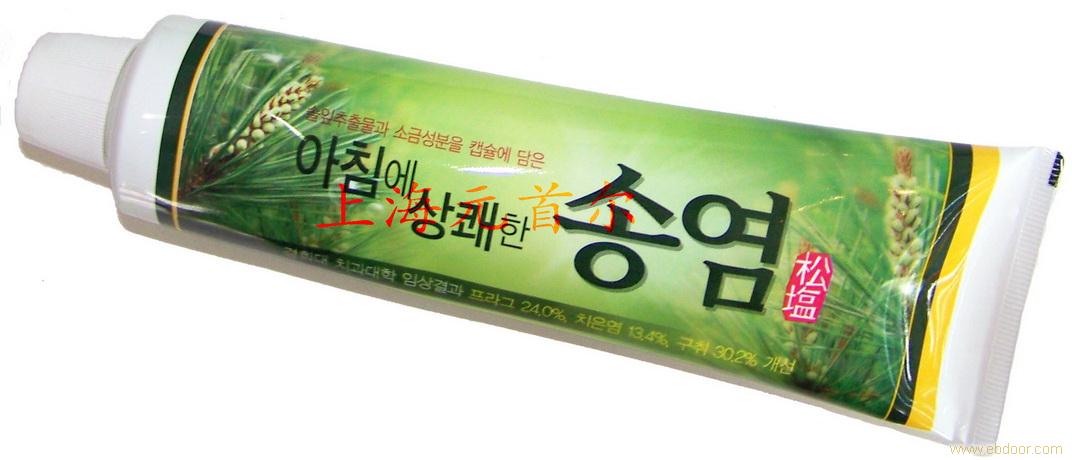 솔잎추출물과 소금성분을 캡슐에 담은
아침에
상쾌한
송염
松塩
上海元首尔
경희대 치과대학 임상결과 프라그 24.0%, 치은염 13.4%, 구취 30.2% 개선
www.ebdoor.com